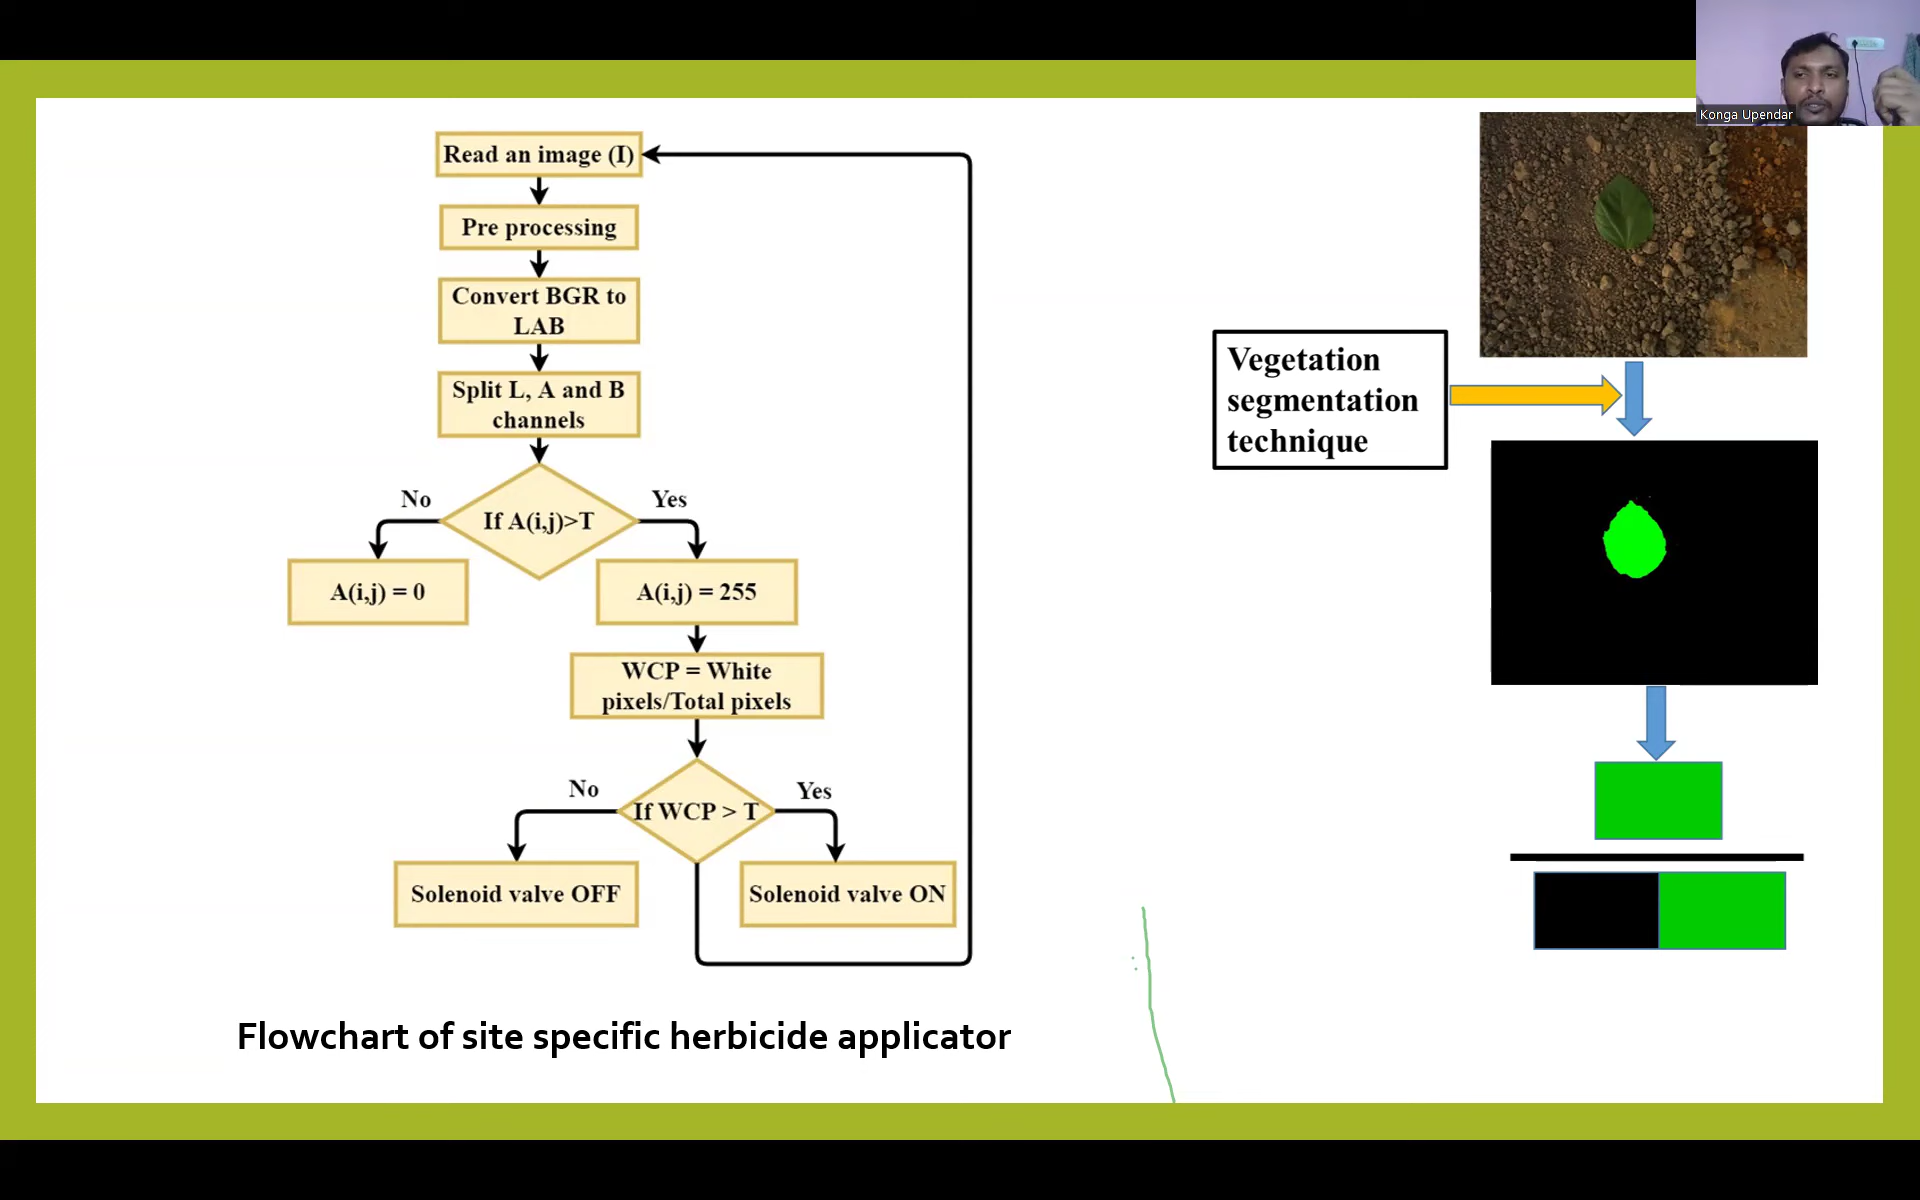 Konga Upendar
Read an image (I)
Pre processing
Convert BGR to
LAB
Split L, A and B
channels
No
Yes
If A(i,j)>T
A(i,j) = 0
A(i,j) = 255
WCP = White
pixels/Total pixels
No
Yes
If WCP > T
Solenoid valve OFF
Solenoid valve ON
Flowchart of site specific herbicide applicator
Vegetation
segmentation
technique